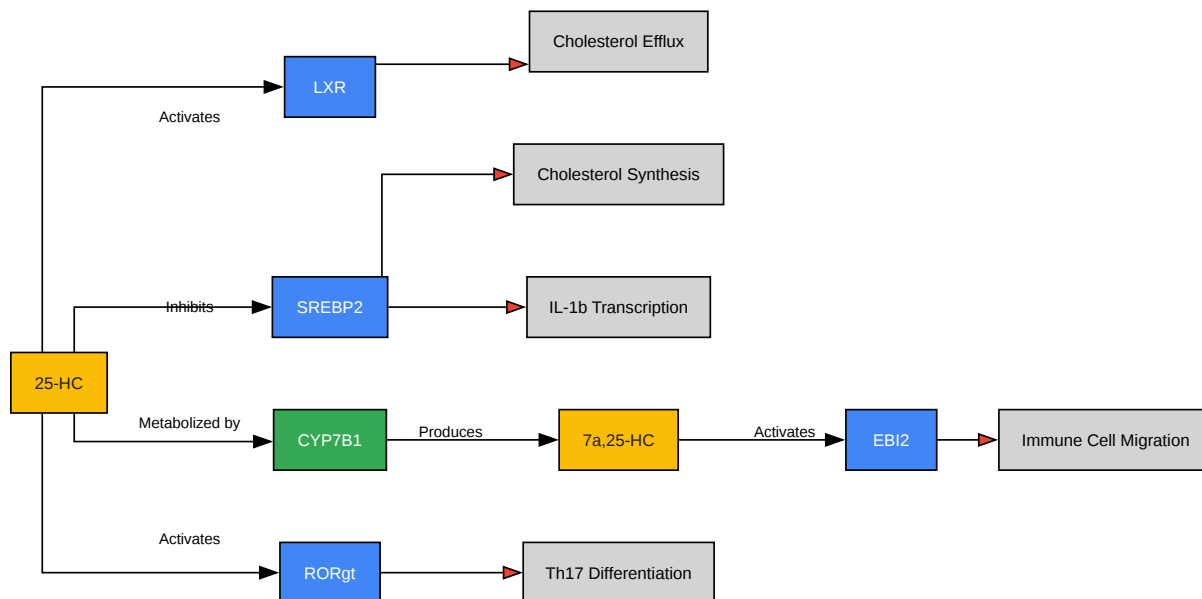 Cholesterol Efflux
LXR
Activates
Cholesterol Synthesis
Inhibits
SREBP2
IL-1b Transcription
25-HC
Metabolized by
CYP7B1
Produces
7a,25-HC
Activates
EBI2
Immune Cell Migration
Activates
RORgt
Th17 Differentiation